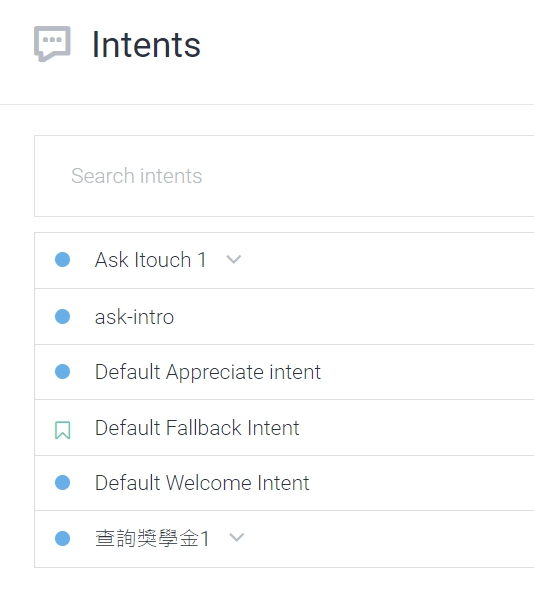 Intents
Search intents
Ask Itouch 1
ask-intro
Default Appreciate intent
Default Fallback Intent
Default Welcome Intent
查詢獎學金1